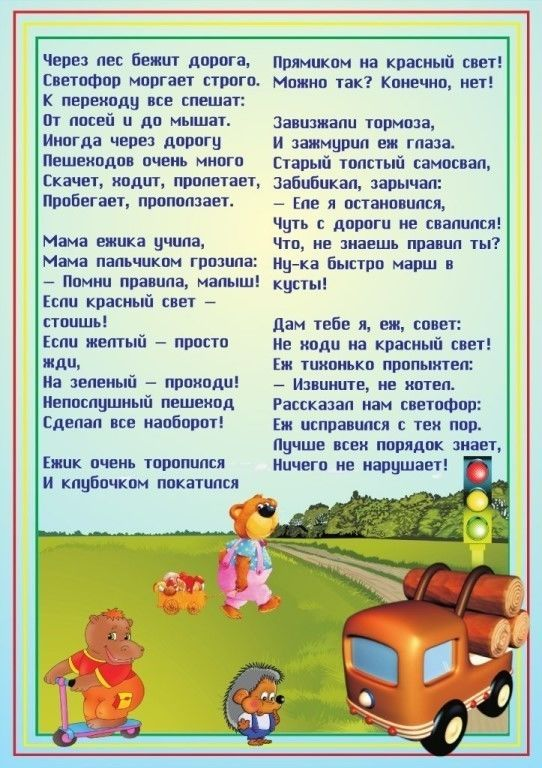 Через лес бежит дорога,
Светофор моргает строго.
К переходу все спешат:
От лосей и до мышат.
Иногда через дорогу
Пешеходов очень много
Скачет, ходит, пролетает,
Пробегает, проползает.
Мама ежика учила,
Мама пальчиком грозила:
— Помни правила, малыш!
Если красный свет —
стоишь!
Если желтый — просто
жди,
На зеленый — проходи!
Непослушный пешеход
Сделал все наоборот!
Ежик очень торопился
И клубочком покатился
Прямиком на красный свет!
Можно так? Конечно, нет!
Завизжали тормоза,
И зажмурил еж глаза.
Старый толстый самосвал,
Забибикал, зарычал:
— Еле я остановился,
Чуть с дороги не свалился!
Что, не знаешь правил ты?
Ну-ка быстро марш в
кусты!
Дам тебе я, еж, совет:
Не ходи на красный свет!
Еж тихонько пропыхтел:
— Извините, не хотел.
Рассказал нам светофор:
Еж исправился с тех пор.
Лучше всех порядок знает,
Ничего не нарушает!